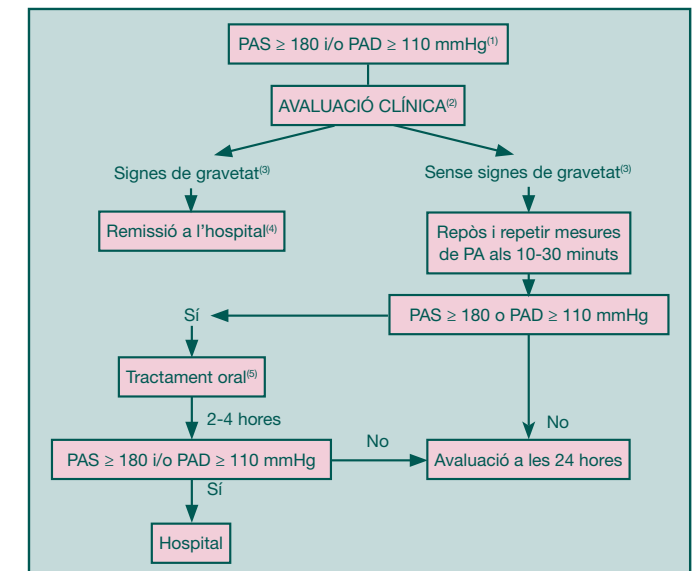 PAS ≥ 180 i/o PAD ≥ 110 mmHg(1)
AVALUACIÓ CLÍNICA(2)
Signes de gravetat(3)
Sense signes de gravetat(3)
Remissió a l’hospital(4)
Repòs i repetir mesures
de PA als 10-30 minuts
Sí
PAS ≥ 180 o PAD ≥ 110 mmHg
Tractament oral(5)
2-4 hores
No
No
PAS ≥ 180 i/o PAD ≥ 110 mmHg
Avaluació a les 24 hores
Sí
Hospital